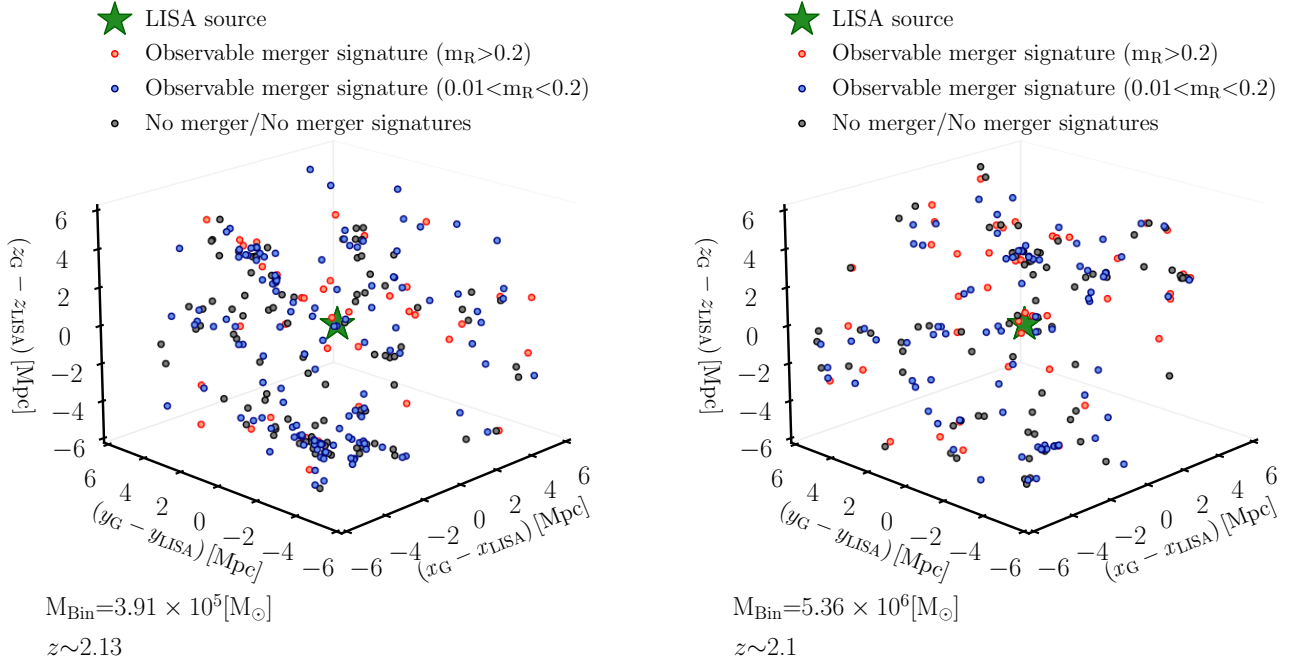 LISA source
Observable merger signature (m_R>0.2)
Observable merger signature (0.01<m_R<0.2)
No merger/No merger signatures
6
4
2
0
−2
−4
−6
(z_G − z_LISA) [Mpc]
6
4
2
0
−2
−4
−6
(y_G − y_LISA) [Mpc]
−6
−4
−2
0
2
4
6
(x_G − x_LISA) [Mpc]
M_Bin=3.91 × 10^5[M_⊙]
z∼2.13
LISA source
Observable merger signature (m_R>0.2)
Observable merger signature (0.01<m_R<0.2)
No merger/No merger signatures
6
4
2
0
−2
−4
−6
(z_G − z_LISA) [Mpc]
6
4
2
0
−2
−4
−6
(y_G − y_LISA) [Mpc]
−6
−4
−2
0
2
4
6
(x_G − x_LISA) [Mpc]
M_Bin=5.36 × 10^6[M_⊙]
z∼2.1